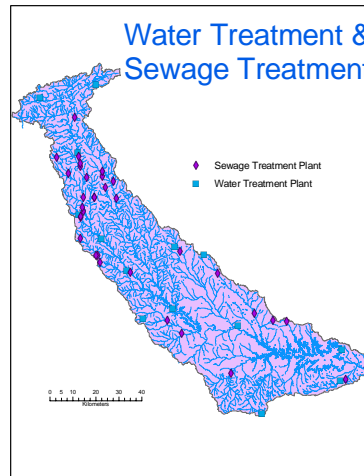 Water Treatment &
Sewage Treatment
Sewage Treatment Plant
Water Treatment Plant
0 5 10 20 30 40
Kilometers